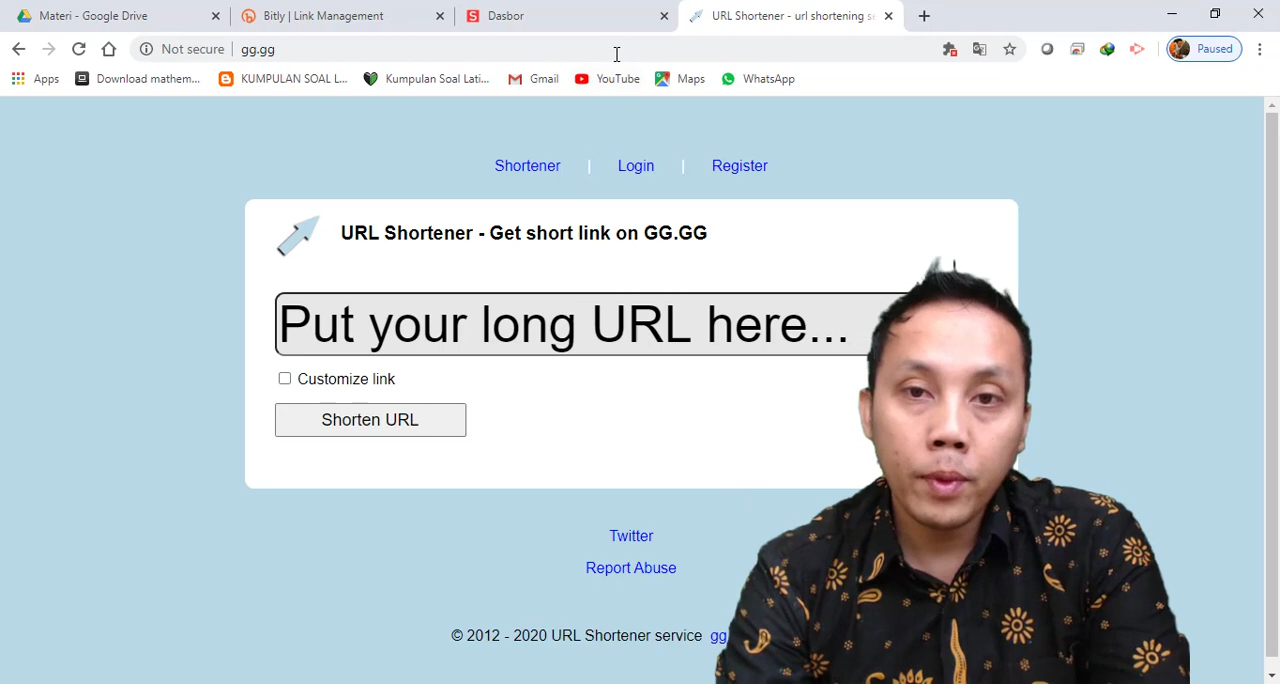 Materi - Google Drive
Bitly | Link Management
Dasbor
URL Shortener - url shortening se
Not secure | gg.gg
Paused
Apps
Download mathem...
KUMPULAN SOAL L...
Kumpulan Soal Lati...
Gmail
YouTube
Maps
WhatsApp
Shortener | Login | Register
URL Shortener - Get short link on GG.GG
Put your long URL here...
Customize link
Shorten URL
Twitter
Report Abuse
© 2012 - 2020 URL Shortener service gg